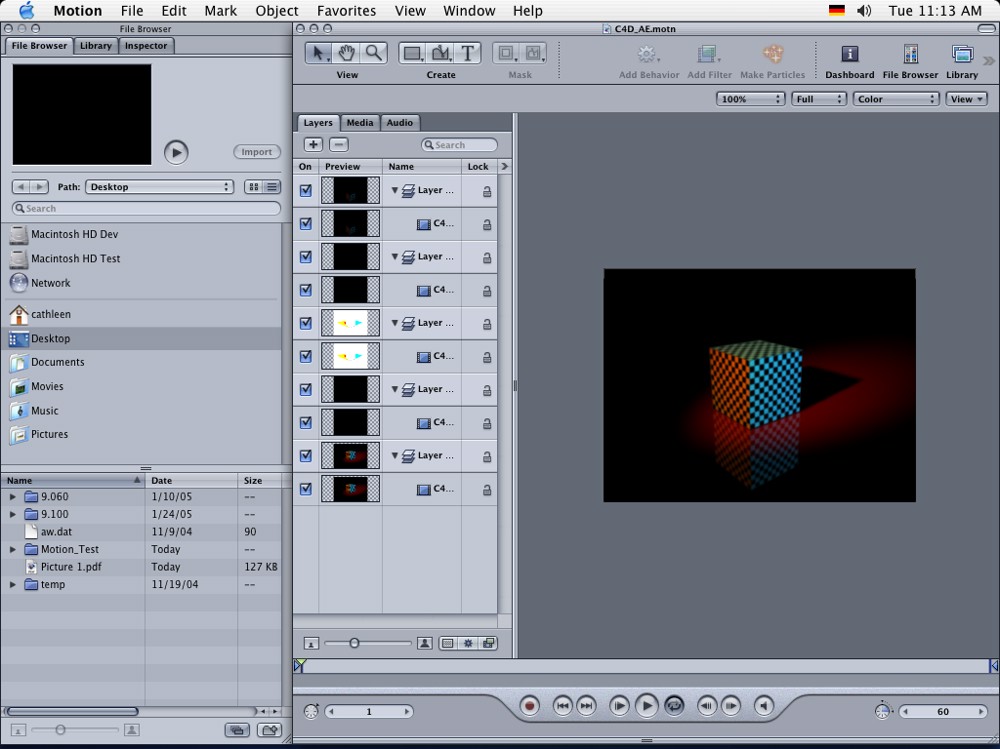 Motion File Edit Mark Object Favorites View Window Help Tue 11:13 AM
File Browser
C4D_AE.motn
File Browser Library Inspector
View Create Mask Add Behavior Add Filter Make Particles Dashboard File Browser Library
100% Full Color View
Import
Path: Desktop
Search
Macintosh HD Dev
Macintosh HD Test
Network
cathleen
Desktop
Documents
Movies
Music
Pictures
Name Date Size
9.060 1/10/05 --
9.100 1/24/05 --
aw.dat 11/9/04 90
Motion_Test Today --
Picture 1.pdf Today 127 KB
temp 11/19/04 --
Layers Media Audio
Search
On Preview Name Lock
Layer ...
C4...
Layer ...
C4...
Layer ...
C4...
Layer ...
C4...
Layer ...
C4...
1
60